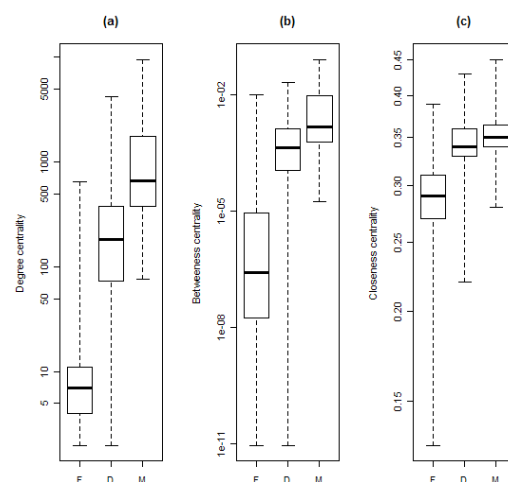 (a)
Degree centrality
5000
1000
500
100
50
10
5
D
M
(b)
Betweeness centrality
1e-02
1e-05
1e-08
1e-11
D
M
(c)
Closeness centrality
0.45
0.40
0.35
0.30
0.25
0.20
0.15
D
M